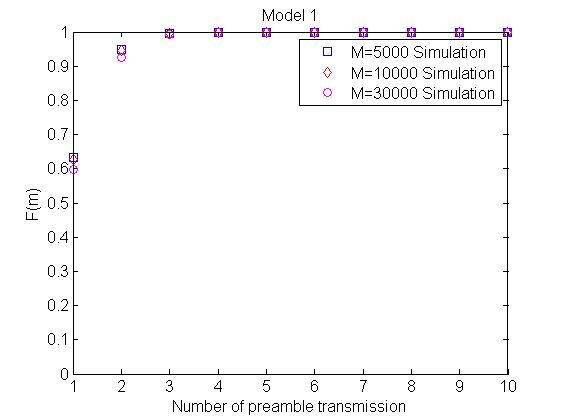 Model 1
F(m)
1
0.9
0.8
0.7
0.6
0.5
0.4
0.3
0.2
0.1
0
M=5000 Simulation
M=10000 Simulation
M=30000 Simulation
1 2 3 4 5 6 7 8 9 10
Number of preamble transmission